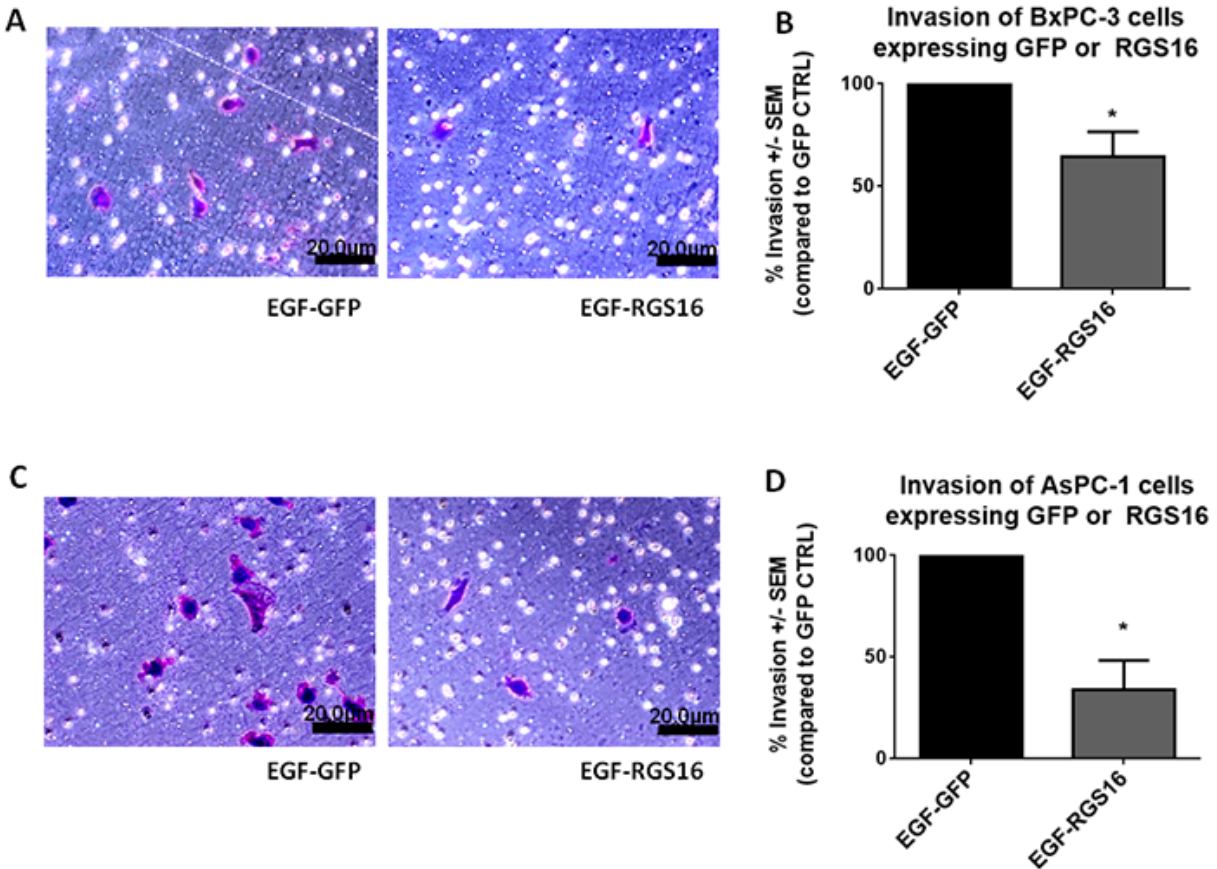 A
20.0µm
20.0µm
EGF-GFP
EGF-RGS16
B
Invasion of BxPC-3 cells
expressing GFP or RGS16
% Invasion +/- SEM
(compared to GFP CTRL)
100
50
0
*
EGF-GFP
EGF-RGS16
C
20.0µm
20.0µm
EGF-GFP
EGF-RGS16
D
Invasion of AsPC-1 cells
expressing GFP or RGS16
% Invasion +/- SEM
(compared to GFP CTRL)
100
50
0
*
EGF-GFP
EGF-RGS16